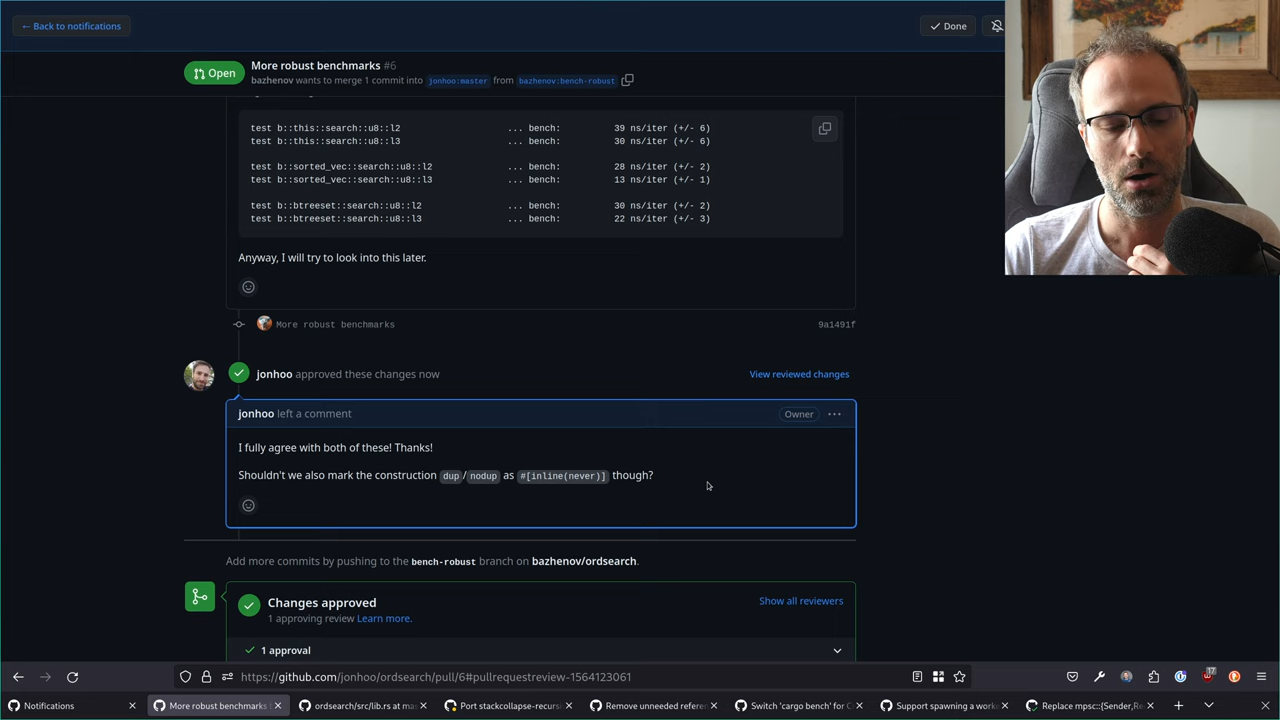 ← Back to notifications
Done
Open
More robust benchmarks #6
bazhenov wants to merge 1 commit into jonhoo:master from bazhenov:bench-robust
test b::this::search::u8::l2 ... bench: 39 ns/iter (+/- 6)
test b::this::search::u8::l3 ... bench: 30 ns/iter (+/- 6)
test b::sorted_vec::search::u8::l2 ... bench: 28 ns/iter (+/- 2)
test b::sorted_vec::search::u8::l3 ... bench: 13 ns/iter (+/- 1)
test b::btreeset::search::u8::l2 ... bench: 30 ns/iter (+/- 2)
test b::btreeset::search::u8::l3 ... bench: 22 ns/iter (+/- 3)
Anyway, I will try to look into this later.
More robust benchmarks 9a1491f
jonhoo approved these changes now View reviewed changes
jonhoo left a comment Owner
I fully agree with both of these! Thanks!
Shouldn't we also mark the construction dup/nodup as #[inline(never)] though?
Add more commits by pushing to the bench-robust branch on bazhenov/ordsearch.
Changes approved Show all reviewers
1 approving review Learn more.
1 approval
https://github.com/jonhoo/ordsearch/pull/6#pullrequestreview-1564123061
17
Notifications
More robust benchmarks
ordsearch/src/lib.rs at mas
Port stackcollapse-recurs
Remove unneeded refere
Switch 'cargo bench' for C
Support spawning a worke
Replace mpsc::{Sender,Re